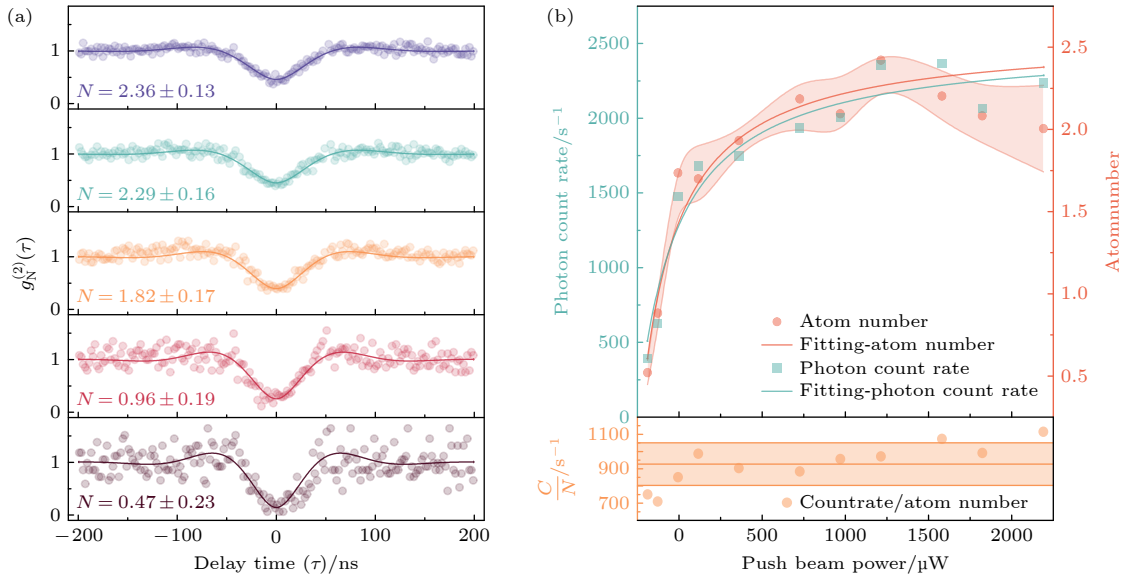 (a)
1
0
N = 2.36 ± 0.13
1
0
N = 2.29 ± 0.16
1
0
N = 1.82 ± 0.17
1
0
N = 0.96 ± 0.19
1
0
N = 0.47 ± 0.23
g_N^(2)(τ)
−200 −100 0 100 200
Delay time (τ)/ns
(b)
2500
2000
1500
1000
500
0
Photon count rate/s⁻¹
2.5
2.0
1.5
1.0
0.5
Atomnumber
Atom number
Fitting-atom number
Photon count rate
Fitting-photon count rate
1100
900
700
C/N/s⁻¹
Countrate/atom number
0 500 1000 1500 2000
Push beam power/µW